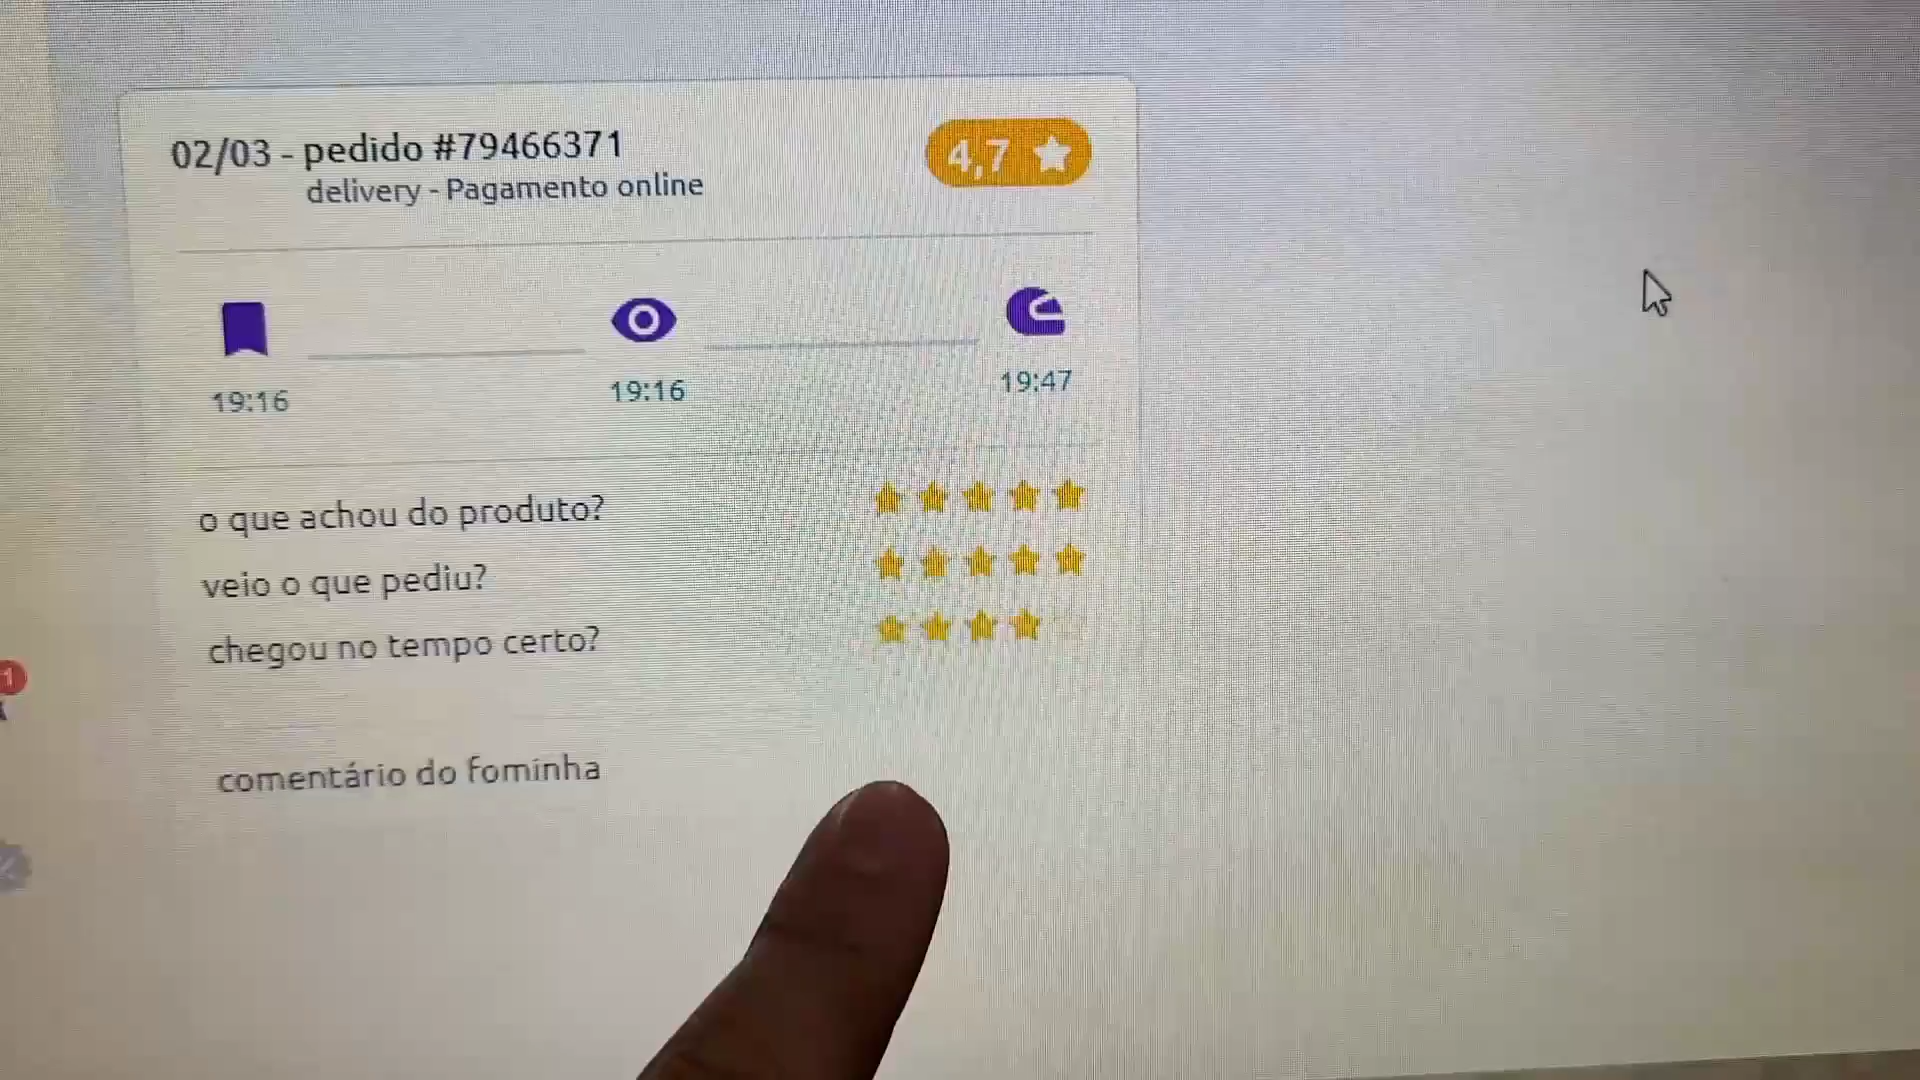 02/03 - pedido #79466371
4,7
delivery - Pagamento online
19:16
19:16
19:47
o que achou do produto?
veio o que pediu?
chegou no tempo certo?
1
comentário do fominha